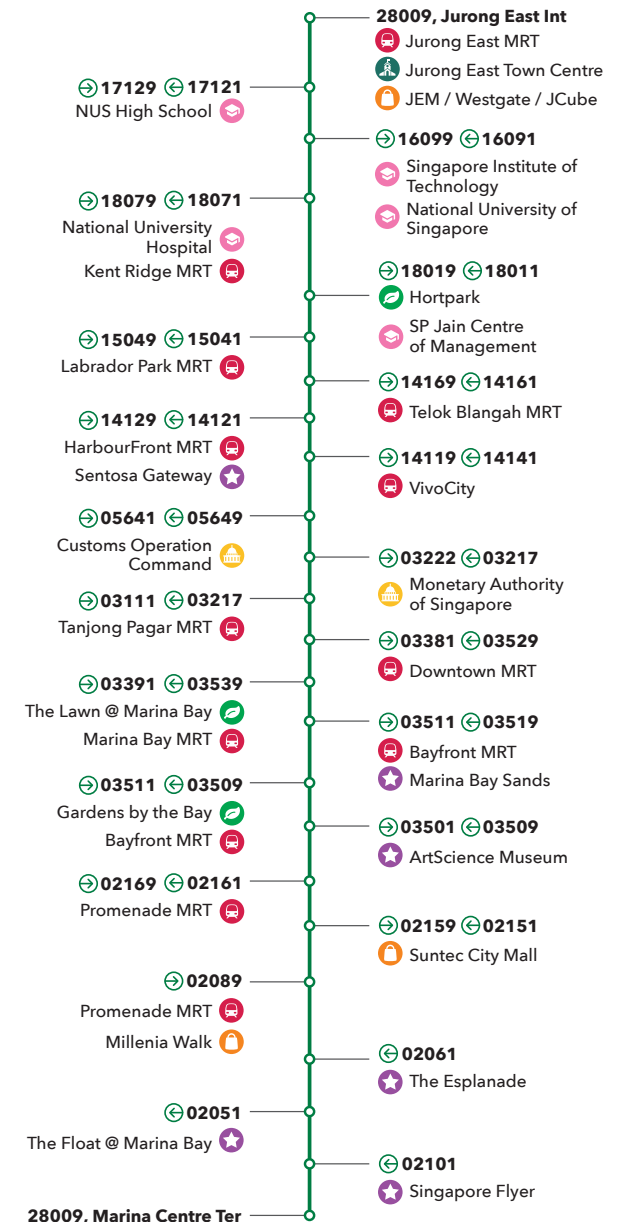 28009, Jurong East Int
Jurong East MRT
Jurong East Town Centre
JEM / Westgate / JCube
17129 17121
NUS High School
16099 16091
Singapore Institute of
Technology
National University of
Singapore
18079 18071
National University
Hospital
Kent Ridge MRT
18019 18011
Hortpark
SP Jain Centre
of Management
15049 15041
Labrador Park MRT
14169 14161
Telok Blangah MRT
14129 14121
HarbourFront MRT
Sentosa Gateway
14119 14141
VivoCity
05641 05649
Customs Operation
Command
03222 03217
Monetary Authority
of Singapore
03111 03217
Tanjong Pagar MRT
03381 03529
Downtown MRT
03391 03539
The Lawn @ Marina Bay
Marina Bay MRT
03511 03519
Bayfront MRT
Marina Bay Sands
03511 03509
Gardens by the Bay
Bayfront MRT
03501 03509
ArtScience Museum
02169 02161
Promenade MRT
02159 02151
Suntec City Mall
02089
Promenade MRT
Millenia Walk
02061
The Esplanade
02051
The Float @ Marina Bay
02101
Singapore Flyer
28009, Marina Centre Ter